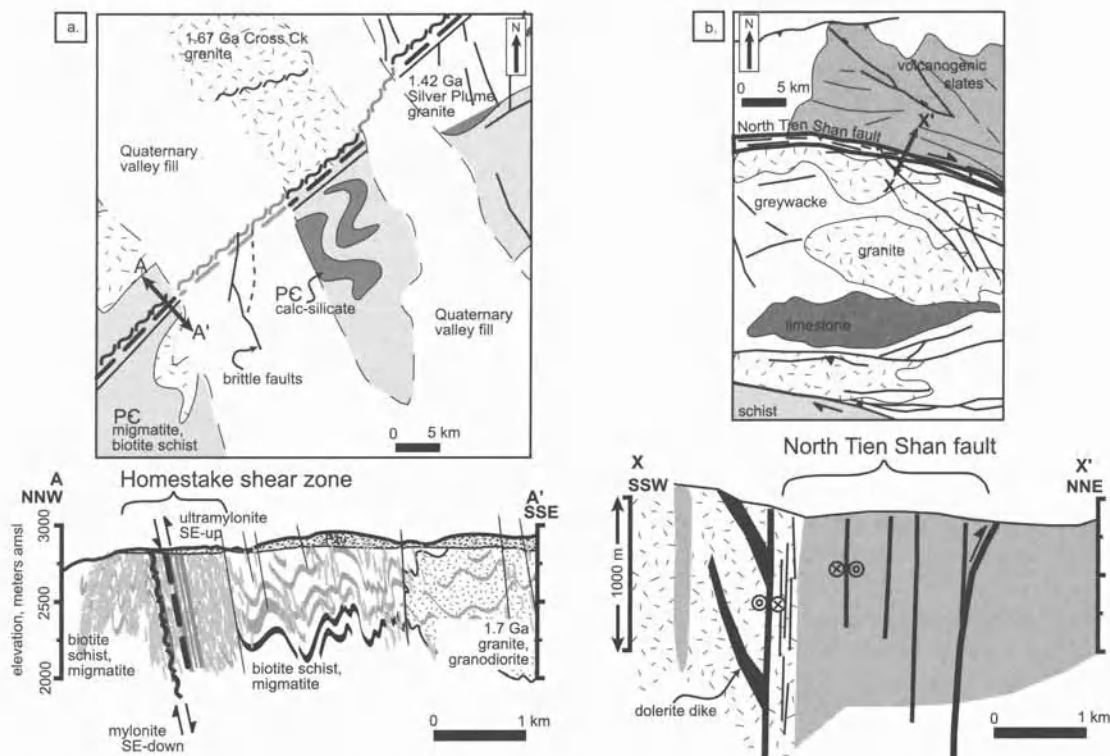 a.
1.67 Ga Cross Ck
granite
N
1.42 Ga
Silver Plume
granite
Quaternary
valley fill
A
A'
PЄ
calc-silicate
Quaternary
valley fill
brittle faults
PЄ
migmatite,
biotite schist
0 5 km
A
NNW
Homestake shear zone
A'
SSE
ultramylonite
SE-up
elevation, meters amsl
3000
2500
2000
biotite
schist,
migmatite
biotite schist,
migmatite
1.7 Ga
granite,
granodiorite
mylonite
SE-down
0 1 km
b.
N
0 5 km
volcanogenic
slates
X'
North Tien Shan fault
X
greywacke
granite
limestone
schist
North Tien Shan fault
X
SSW
X'
NNE
1000 m
dolerite dike
0 1 km